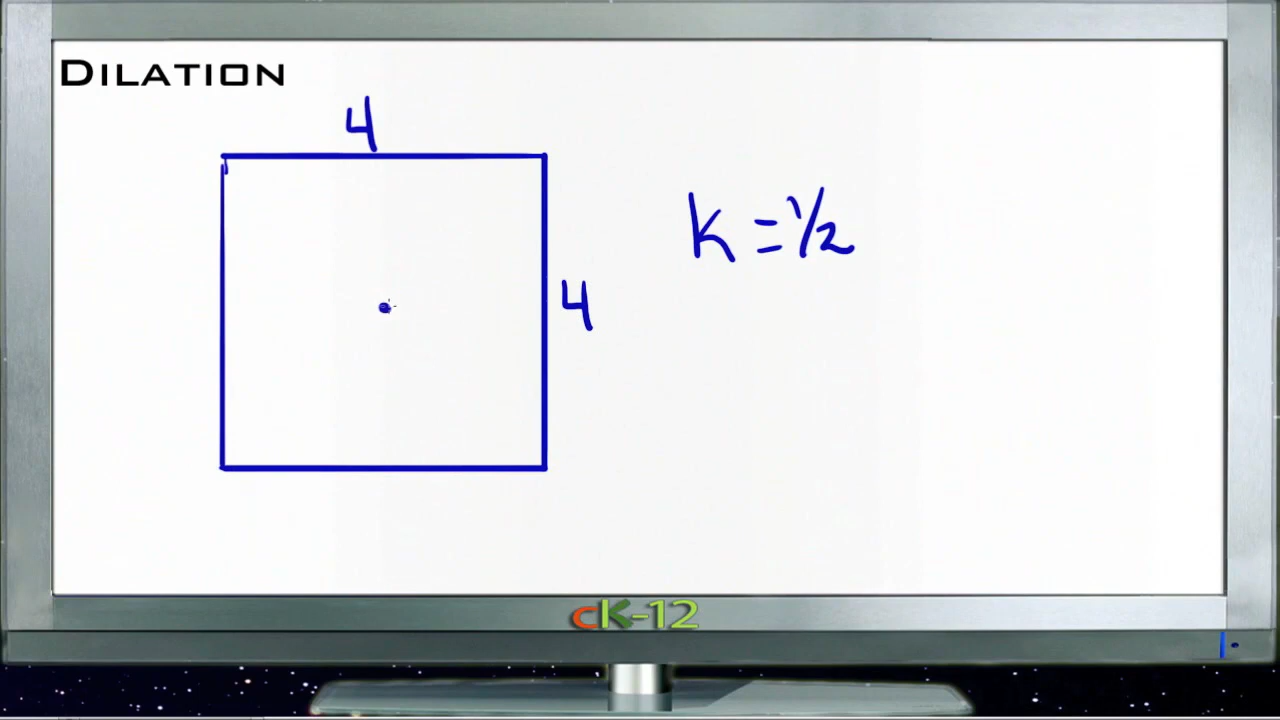 DILATION
4
K = 1/2
4
cK-12